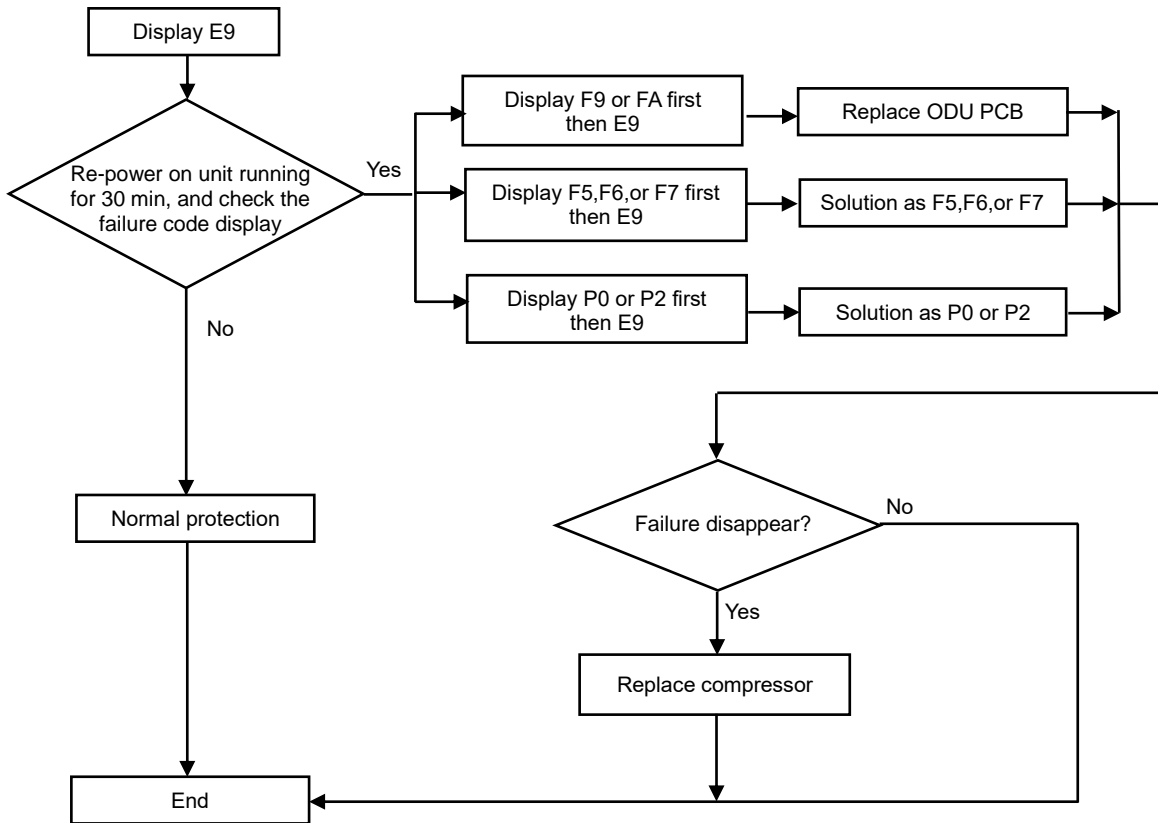 Display E9
Re-power on unit running
for 30 min, and check the
failure code display
Yes
No
Display F9 or FA first
then E9
Replace ODU PCB
Display F5,F6,or F7 first
then E9
Solution as F5,F6,or F7
Display P0 or P2 first
then E9
Solution as P0 or P2
Normal protection
Failure disappear?
No
Yes
Replace compressor
End